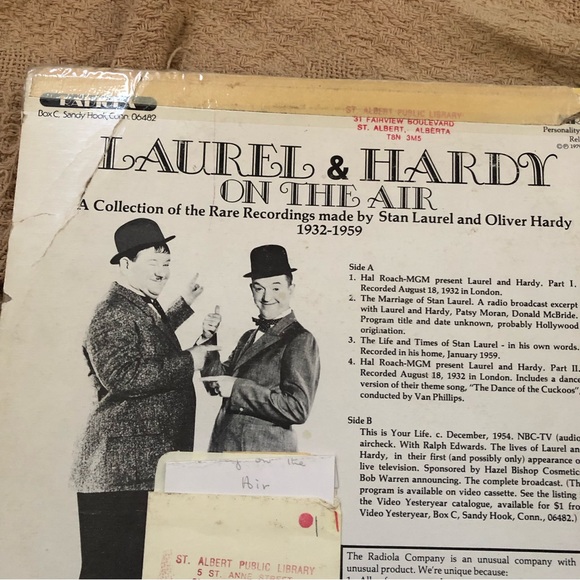 RADIOLA
Box C, Sandy Hook, Conn. 06482
ST. ALBERT PUBLIC LIBRARY
31 FAIRVIEW BOULEVARD
ST. ALBERT, ALBERTA
T8N 3M5
Personality
Rel
©℗ 197
LAUREL & HARDY
ON THE AIR
A Collection of the Rare Recordings made by Stan Laurel and Oliver Hardy
1932-1959
Side A
1. Hal Roach-MGM present Laurel and Hardy. Part I.
Recorded August 18, 1932 in London.
2. The Marriage of Stan Laurel. A radio broadcast excerpt
with Laurel and Hardy, Patsy Moran, Donald McBride.
Program title and date unknown, probably Hollywood
origination.
3. The Life and Times of Stan Laurel - in his own words.
Recorded in his home, January 1959.
4. Hal Roach-MGM present Laurel and Hardy. Part II.
Recorded August 18, 1932 in London. Includes a dance
version of their theme song, "The Dance of the Cuckoos",
conducted by Van Phillips.
Side B
This is Your Life. c. December, 1954. NBC-TV (audio
aircheck. With Ralph Edwards. The lives of Laurel an
Hardy, in their first (and possibly only) appearance o
live television. Sponsored by Hazel Bishop Cosmetic
Bob Warren announcing. The complete broadcast. (Th
program is available on video cassette. See the listing
the Video Yesteryear catalogue, available for $1 fro
Video Yesteryear, Box C, Sandy Hook, Conn., 06482.)
on the
Air
ST. ALBERT PUBLIC LIBRARY
5 ST. ANNE STREET
The Radiola Company is an unusual company with
unusual product. We're unique because: